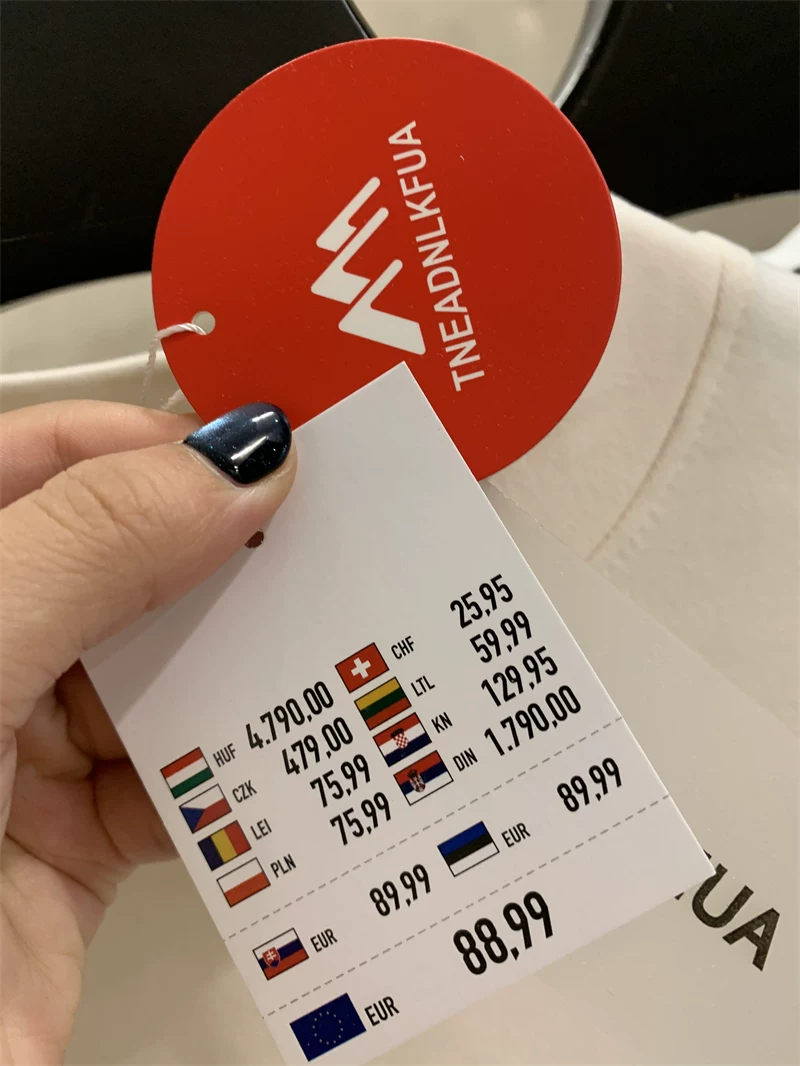 TNEADNLKFUA
HUF 4.790,00 CHF 25,95
CZK 479,00 LTL 59,99
LEI 75,99 KN 129,95
PLN 75,99 DIN 1.790,00
EUR 89,99 EUR 89,99
EUR 88,99
UA